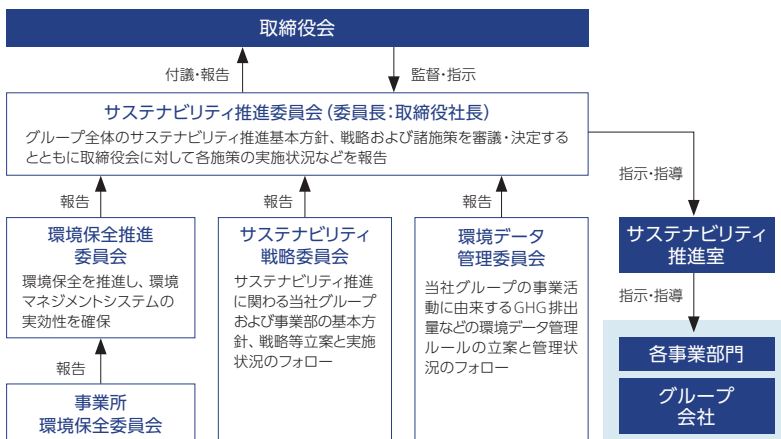 取締役会
付議・報告
監督・指示
サステナビリティ推進委員会（委員長：取締役社長）
グループ全体のサステナビリティ推進基本方針、戦略および諸施策を審議・決定する
とともに取締役会に対して各施策の実施状況などを報告
指示・指導
報告
報告
報告
環境保全推進
委員会
環境保全を推進し、環境
マネジメントシステムの
実効性を確保
サステナビリティ
戦略委員会
サステナビリティ推進
に関わる当社グループ
および事業部の基本方
針、戦略等立案と実施
状況のフォロー
環境データ
管理委員会
当社グループの事業活
動に由来するGHG排出
量などの環境データ管理
ルールの立案と管理状
況のフォロー
サステナビリティ
推進室
指示・指導
報告
事業所
環境保全委員会
各事業部門
グループ
会社